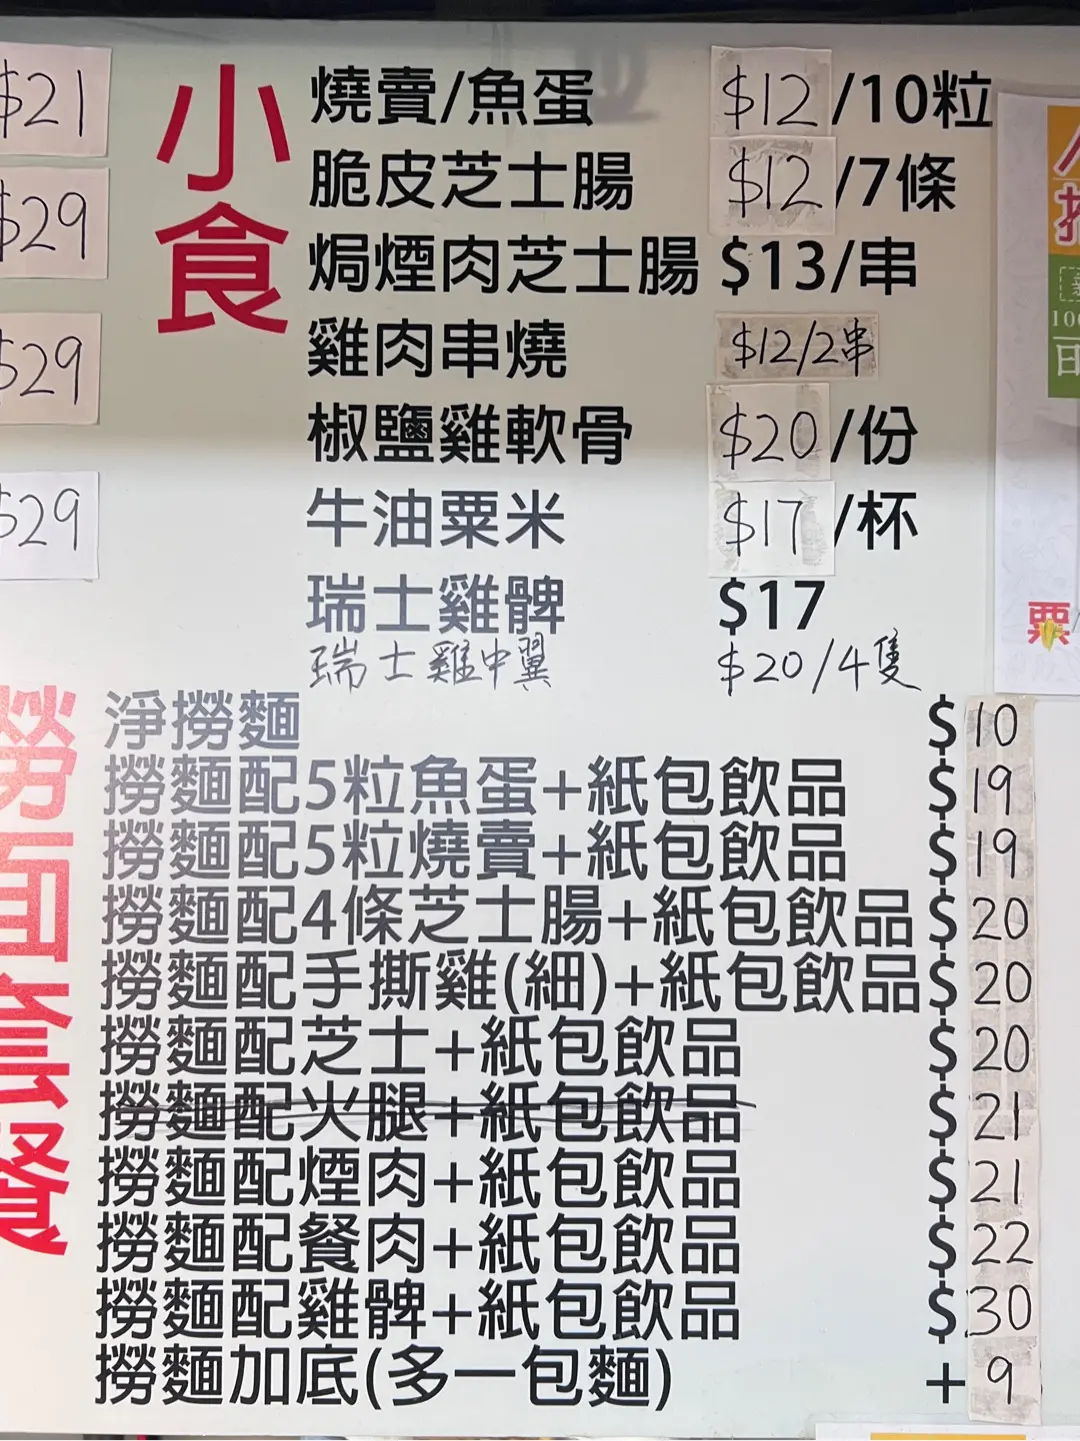 $21
$29
$29
$29
小食
燒賣/魚蛋 $12/10粒
脆皮芝士腸 $12/7條
焗煙肉芝士腸 $13/串
雞肉串燒 $12/2串
椒鹽雞軟骨 $20/份
牛油粟米 $17/杯
瑞士雞髀 $17
瑞士雞中翼 $20/4隻
撈面套餐
淨撈麵 $10
撈麵配5粒魚蛋+紙包飲品 $19
撈麵配5粒燒賣+紙包飲品 $19
撈麵配4條芝士腸+紙包飲品 $20
撈麵配手撕雞(細)+紙包飲品 $20
撈麵配芝士+紙包飲品 $20
撈麵配火腿+紙包飲品 $21
撈麵配煙肉+紙包飲品 $21
撈麵配餐肉+紙包飲品 $22
撈麵配雞髀+紙包飲品 $30
撈麵加底(多一包麵) +9
粟